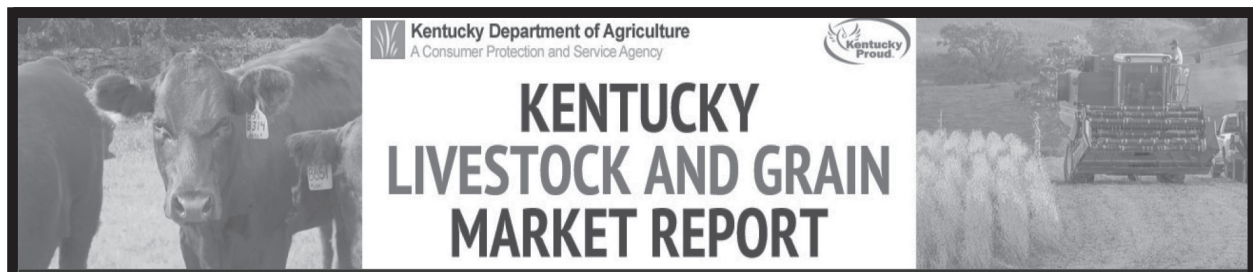 Kentucky Department of Agriculture
A Consumer Protection and Service Agency
Kentucky
Proud
KENTUCKY
LIVESTOCK AND GRAIN
MARKET REPORT